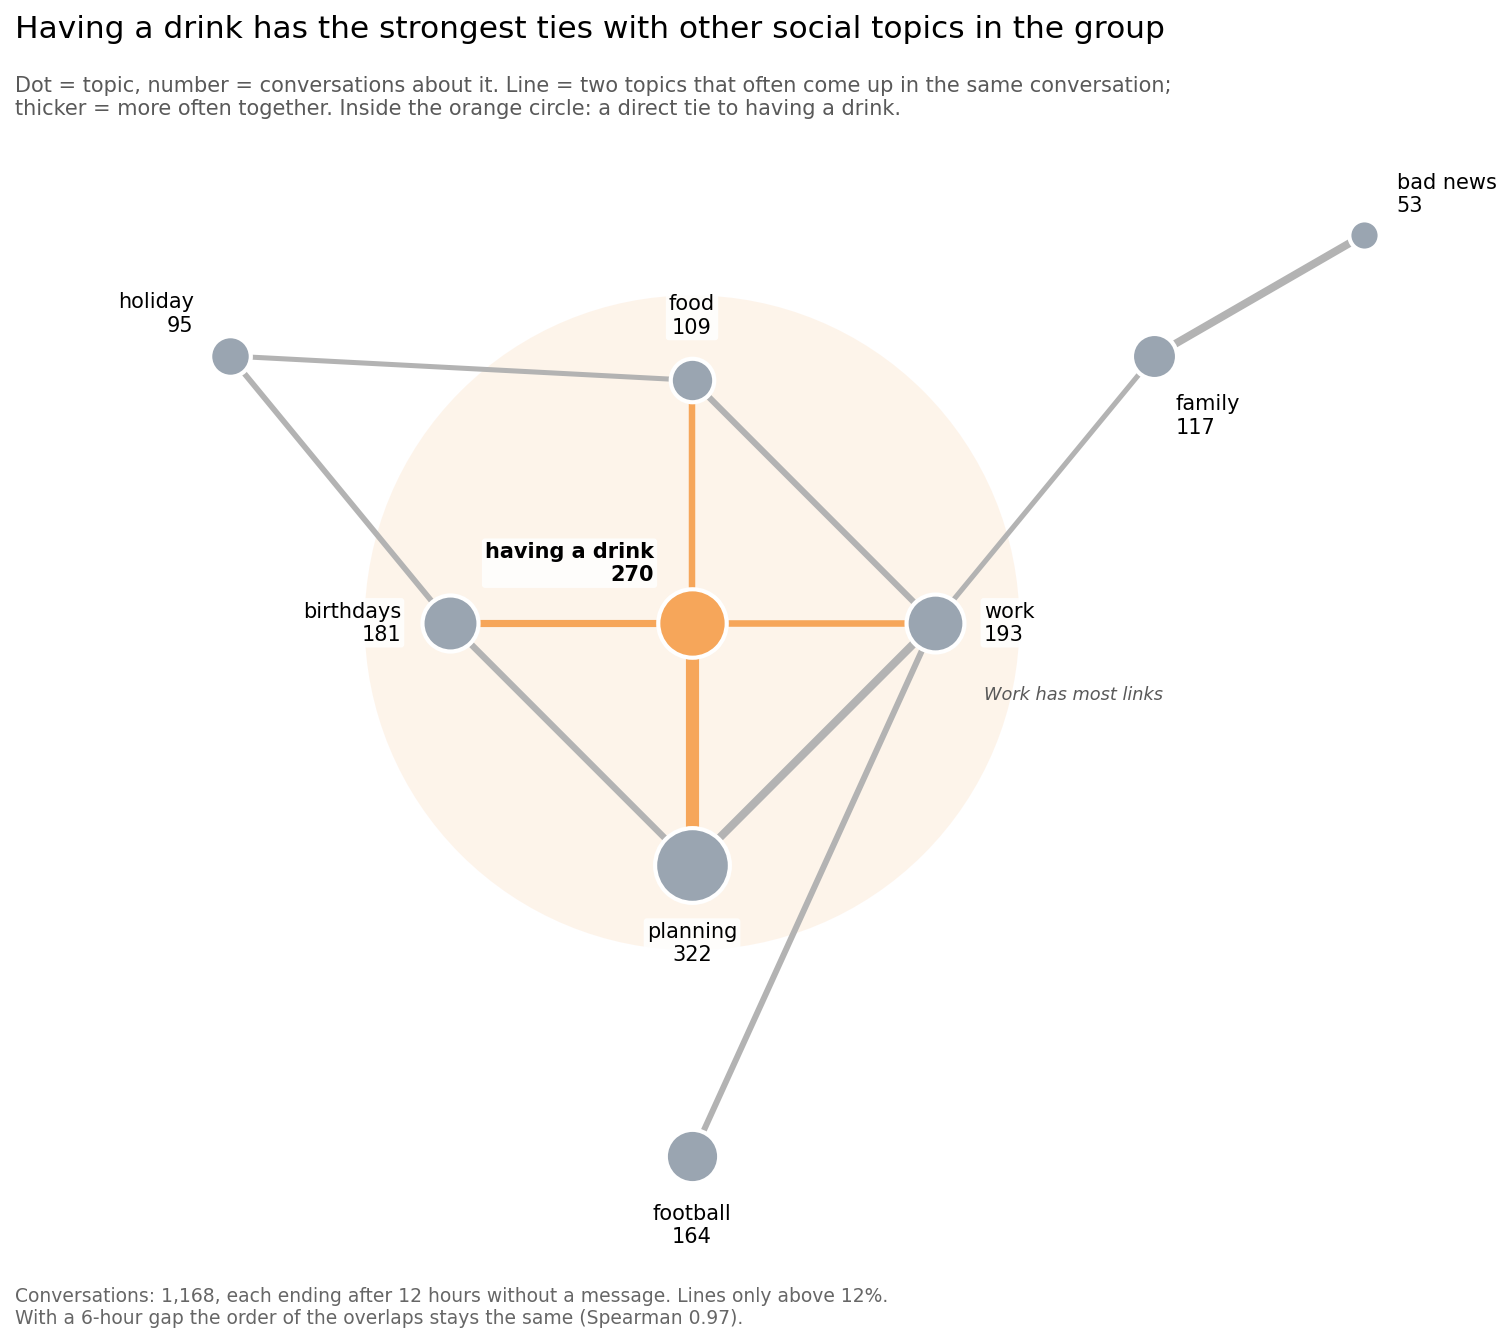 Having a drink has the strongest ties with other social topics in the group
Dot = topic, number = conversations about it. Line = two topics that often come up in the same conversation;
thicker = more often together. Inside the orange circle: a direct tie to having a drink.
bad news
53
holiday
95
food
109
family
117
having a drink
270
birthdays
181
work
193
Work has most links
planning
322
football
164
Conversations: 1,168, each ending after 12 hours without a message. Lines only above 12%.
With a 6-hour gap the order of the overlaps stays the same (Spearman 0.97).